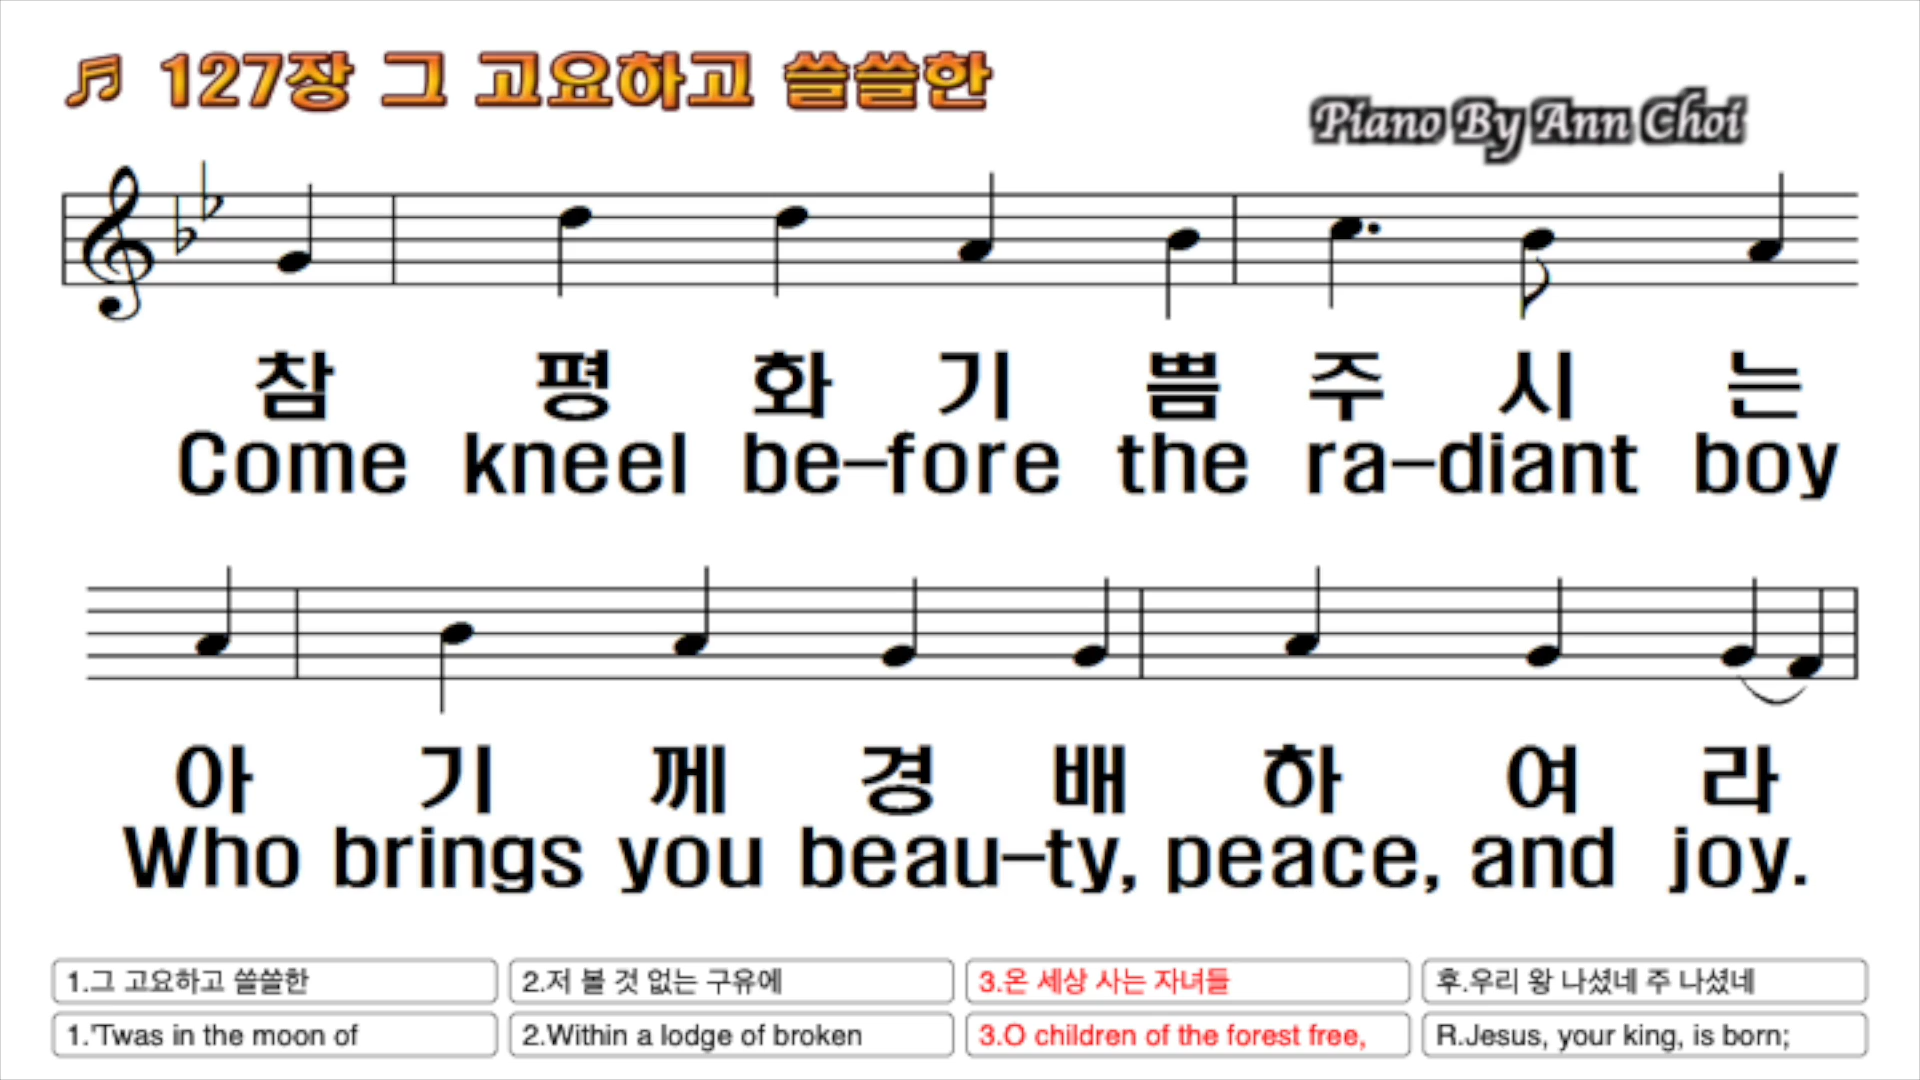 ♫ 127장 그 고요하고 쓸쓸한
Piano By Ann Choi
참 평 화 기 쁨 주 시 는
Come kneel be-fore the ra-diant boy
아 기 께 경 배 하 여 라
Who brings you beau-ty, peace, and joy.
1.그 고요하고 쓸쓸한 2.저 볼 것 없는 구유에 3.온 세상 사는 자녀들 후.우리 왕 나셨네 주 나셨네
1.'Twas in the moon of 2.Within a lodge of broken 3.O children of the forest free, R.Jesus, your king, is born;